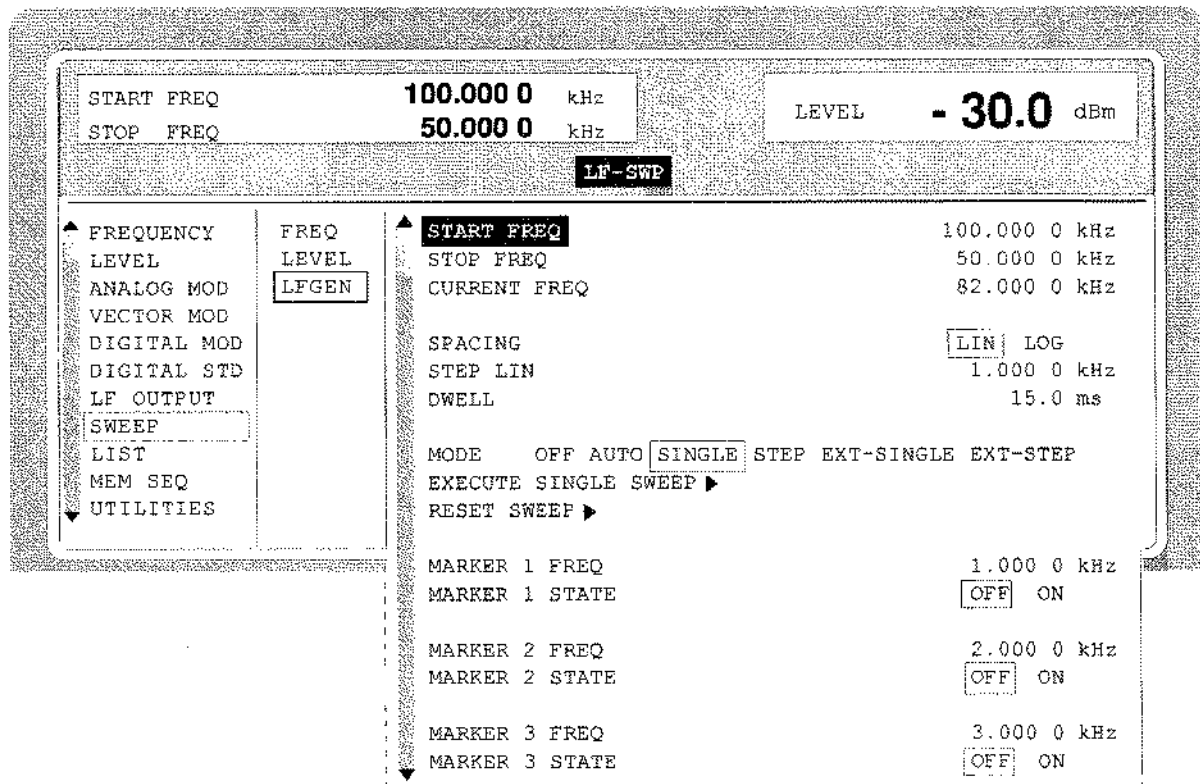 START FREQ 100.000 0 kHz
STOP FREQ 50.000 0 kHz
LEVEL - 30.0 dBm
LF-SWP
FREQUENCY
LEVEL
ANALOG MOD
VECTOR MOD
DIGITAL MOD
DIGITAL STD
LF OUTPUT
SWEEP
LIST
MEM SEQ
UTILITIES
FREQ
LEVEL
LFGEN
START FREQ 100.000 0 kHz
STOP FREQ 50.000 0 kHz
CURRENT FREQ 82.000 0 kHz
SPACING LIN LOG
STEP LIN 1.000 0 kHz
DWELL 15.0 ms
MODE OFF AUTO SINGLE STEP EXT-SINGLE EXT-STEP
EXECUTE SINGLE SWEEP
RESET SWEEP
MARKER 1 FREQ 1.000 0 kHz
MARKER 1 STATE OFF ON
MARKER 2 FREQ 2.000 0 kHz
MARKER 2 STATE OFF ON
MARKER 3 FREQ 3.000 0 kHz
MARKER 3 STATE OFF ON